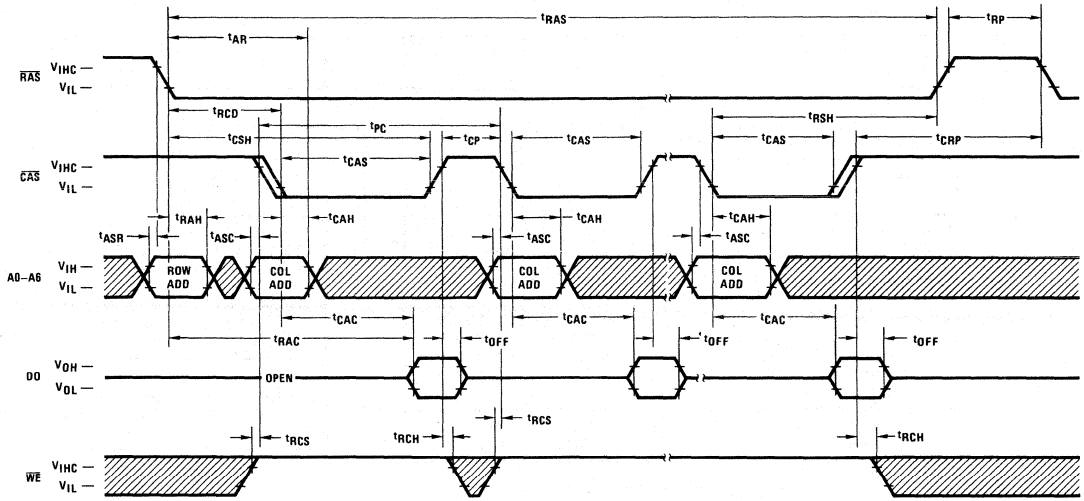 tRAS
tRP
tAR
RAS
VIHC
VIL
tRCD
tPC
tRSH
tCSH
tCP
tCAS
tCAS
tCRP
CAS
VIHC
VIL
tCAS
tRAH
tCAH
tCAH
tCAH
tASR
tASC
tASC
tASC
A0–A6
VIH
VIL
ROW ADD
COL ADD
COL ADD
COL ADD
tCAC
tCAC
tCAC
tRAC
tOFF
tOFF
tOFF
DO
VOH
VOL
OPEN
tRCS
tRCH
tRCS
tRCH
WE
VIHC
VIL